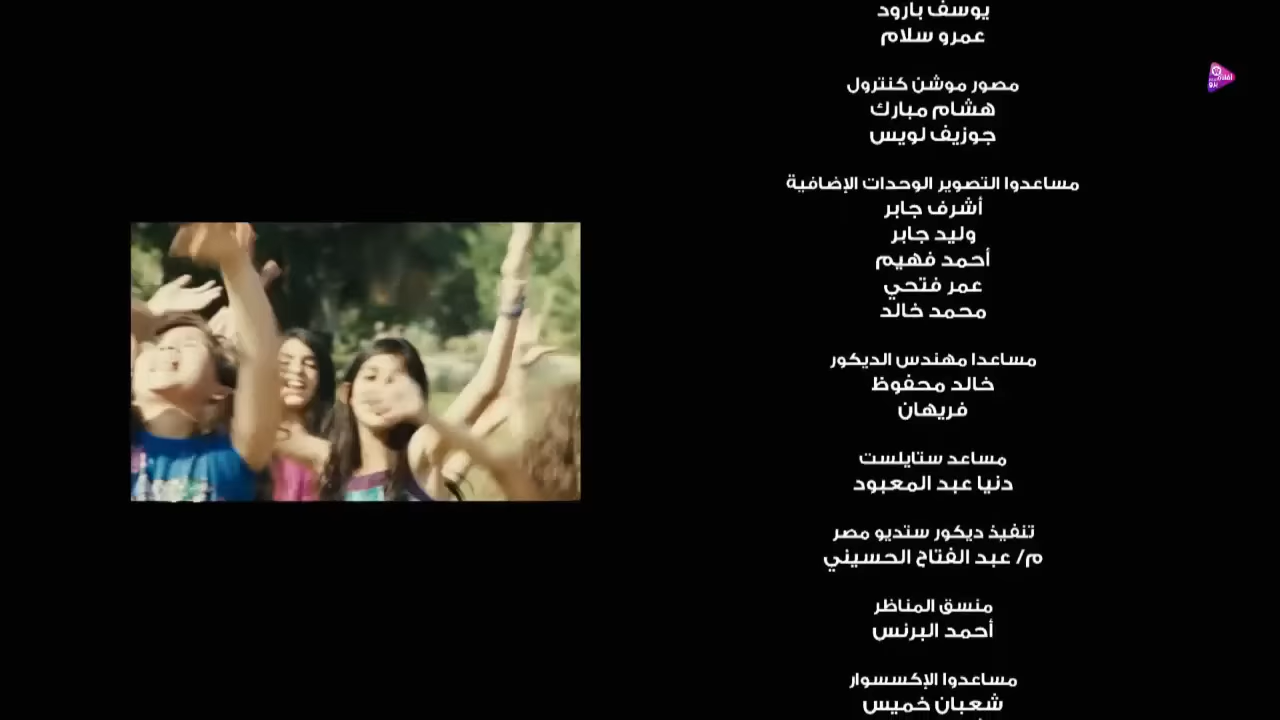 يوسف بارود
عمرو سلام
مصور موشن كنترول
هشام مبارك
جوزيف لويس
مساعدوا التصوير الوحدات الإضافية
أشرف جابر
وليد جابر
أحمد فهيم
عمر فتحي
محمد خالد
مساعدا مهندس الديكور
خالد محفوظ
فريهان
مساعد ستايلست
دنيا عبد المعبود
تنفيذ ديكور ستديو مصر
م/ عبد الفتاح الحسيني
منسق المناظر
أحمد البرنس
مساعدوا الإكسسوار
شعبان خميس